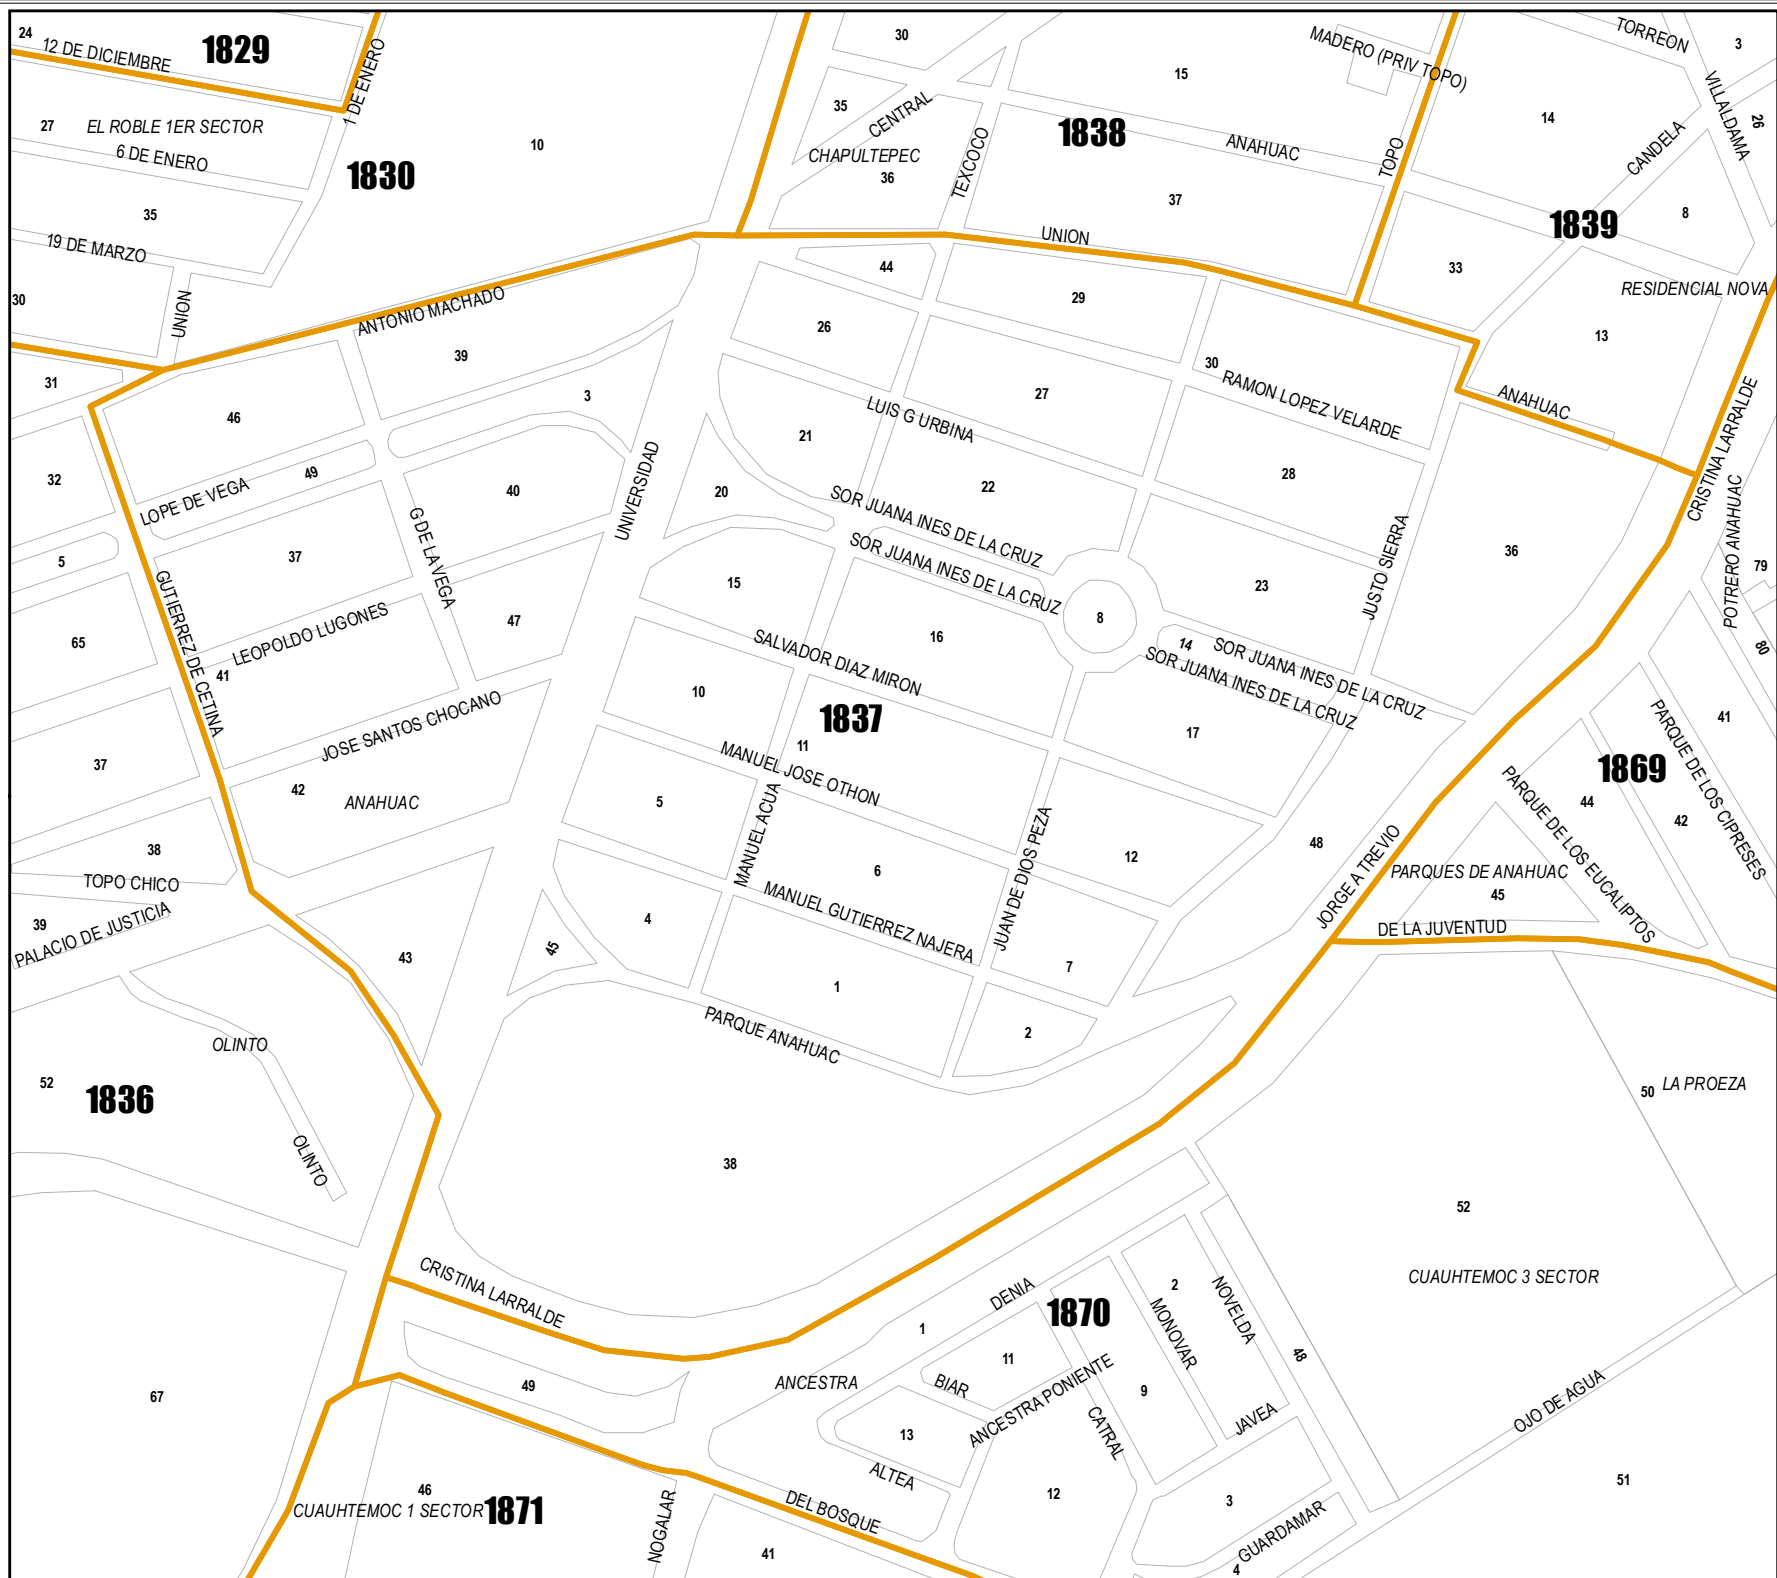 24
12 DE DICIEMBRE
1829
1 DE ENERO
30
15
MADERO (PRIV TOPO)
TORREON
3
27
EL ROBLE 1ER SECTOR
6 DE ENERO
1830
10
35
CENTRAL
CHAPULTEPEC
36
TEXCOCO
1838
ANAHUAC
TOPO
14
CANDELA
VILLALDAMA
26
35
19 DE MARZO
37
UNION
1839
8
33
RESIDENCIAL NOVA
30
UNION
ANTONIO MACHADO
44
29
26
39
13
31
46
3
27
30
RAMON LOPEZ VELARDE
ANAHUAC
CRISTINA LARRALDE
LUIS G URBINA
21
32
LOPE DE VEGA
49
40
UNIVERSIDAD
20
22
28
SOR JUANA INES DE LA CRUZ
POTRERO ANAHUAC
G DE LA VEGA
37
SOR JUANA INES DE LA CRUZ
JUSTO SIERRA
36
5
15
23
79
GUTIERREZ DE CETINA
65
LEOPOLDO LUGONES
47
41
16
8
14
SOR JUANA INES DE LA CRUZ
SOR JUANA INES DE LA CRUZ
80
SALVADOR DIAZ MIRON
10
1837
17
41
JOSE SANTOS CHOCANO
37
42
ANAHUAC
11
MANUEL JOSE OTHON
5
MANUEL ACUA
1869
PARQUE DE LOS CIPRESES
PARQUE DE LOS EUCALIPTOS
44
42
38
TOPO CHICO
6
JUAN DE DIOS PEZA
12
48
JORGE A TREVIO
PARQUES DE ANAHUAC
45
39
PALACIO DE JUSTICIA
4
MANUEL GUTIERREZ NAJERA
DE LA JUVENTUD
43
45
7
1
PARQUE ANAHUAC
2
OLINTO
52
1836
50
LA PROEZA
OLINTO
38
52
CRISTINA LARRALDE
CUAUHTEMOC 3 SECTOR
DENIA
1870
2
NOVELDA
MONOVAR
1
11
48
ANCESTRA
BIAR
ANCESTRA PONIENTE
9
49
67
CATRAL
JAVEA
OJO DE AGUA
13
ALTEA
46
CUAUHTEMOC 1 SECTOR
1871
NOGALAR
DEL BOSQUE
12
3
51
GUARDAMAR
41
4